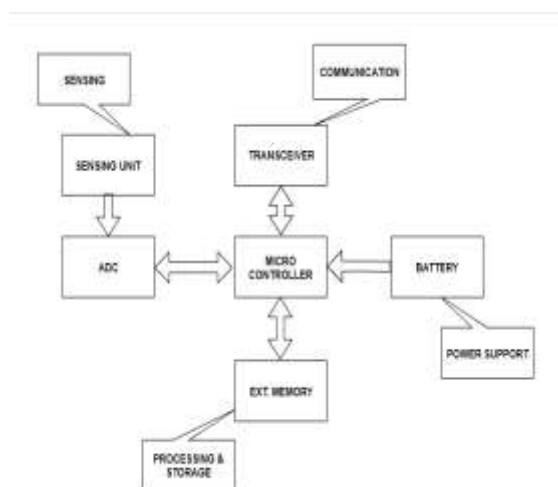 SENSING
COMMUNICATION
SENSING UNIT
TRANSCEIVER
ADC
MICRO
CONTROLLER
BATTERY
POWER SUPPORT
EXT. MEMORY
PROCESSING &
STORAGE